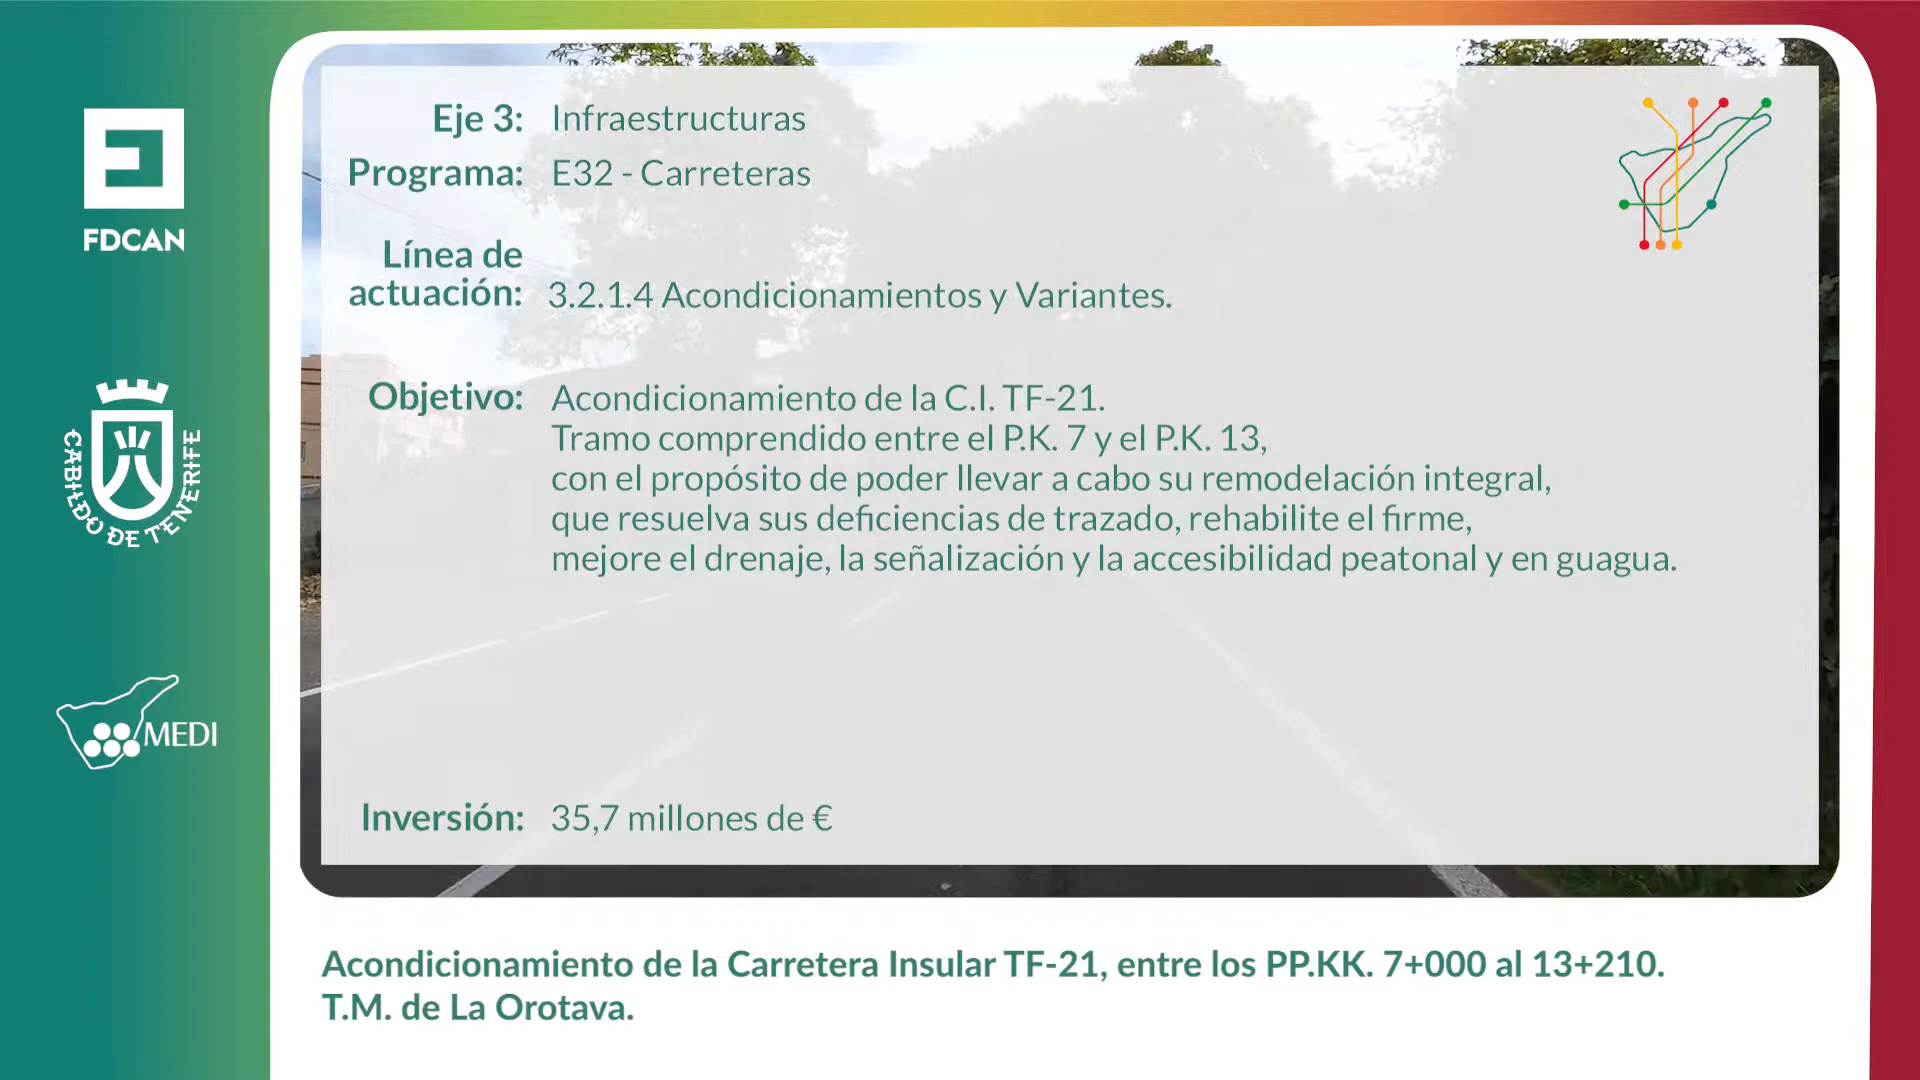 FDCAN
CABILDO DE TENERIFE
MEDI
Eje 3: Infraestructuras
Programa: E32 - Carreteras
Línea de
actuación: 3.2.1.4 Acondicionamientos y Variantes.
Objetivo: Acondicionamiento de la C.I. TF-21.
Tramo comprendido entre el P.K. 7 y el P.K. 13,
con el propósito de poder llevar a cabo su remodelación integral,
que resuelva sus deficiencias de trazado, rehabilite el firme,
mejore el drenaje, la señalización y la accesibilidad peatonal y en guagua.
Inversión: 35,7 millones de €
Acondicionamiento de la Carretera Insular TF-21, entre los PP.KK. 7+000 al 13+210.
T.M. de La Orotava.